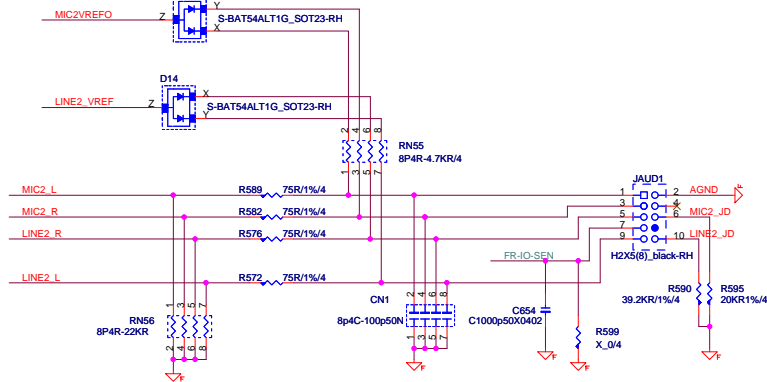 Y
MIC2VREFO Z S-BAT54ALT1G_SOT23-RH
X
D14
X
LINE2_VREF Z S-BAT54ALT1G_SOT23-RH
Y
2 4 6 8
RN55
8P4R-4.7KR/4
1 3 5 7
JAUD1
MIC2_L R589 75R/1%/4 1 2 AGND
MIC2_R R582 75R/1%/4 3 4
5 6 MIC2_JD
LINE2_R R576 75R/1%/4 7
9 10 LINE2_JD
H2X5(8)_black-RH
FR-IO-SEN
LINE2_L R572 75R/1%/4
1 3 5 7
RN56
8P4R-22KR
2 4 6 8
CN1
2 4 6 8
8p4C-100p50N
1 3 5 7
C654
C1000p50X0402
R590
39.2KR/1%/4
R595
20KR1%/4
R599
X_0/4
F
F
F
F
F
F